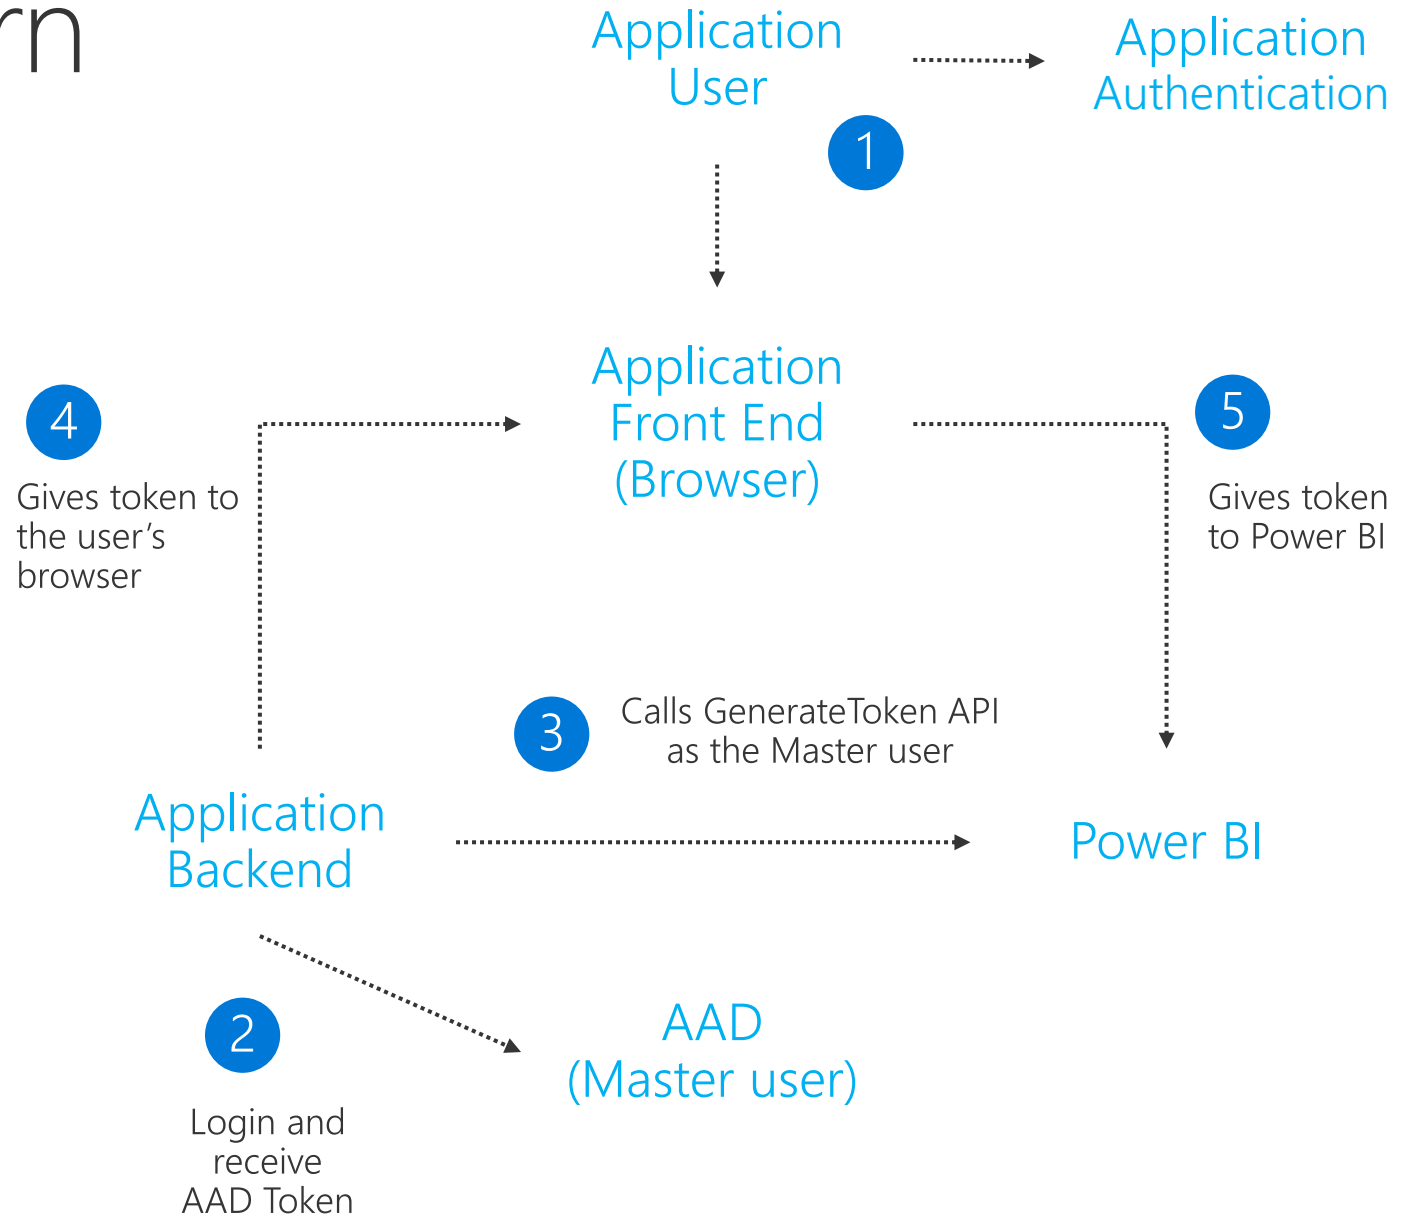 rn
Application
User
Application
Authentication
1
Application
Front End
(Browser)
4
Gives token to
the user's
browser
5
Gives token
to Power BI
3
Calls GenerateToken API
as the Master user
Application
Backend
Power BI
2
Login and
receive
AAD Token
AAD
(Master user)